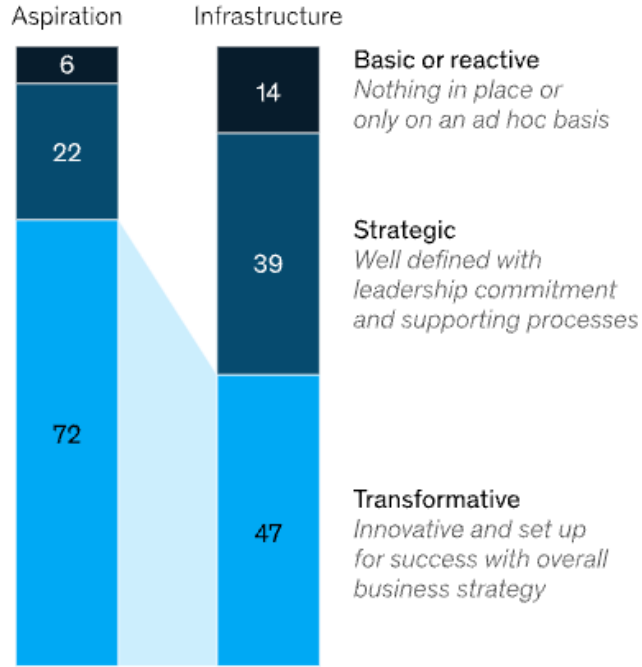 Aspiration
Infrastructure
6
14
Basic or reactive
Nothing in place or
only on an ad hoc basis
22
39
Strategic
Well defined with
leadership commitment
and supporting processes
72
47
Transformative
Innovative and set up
for success with overall
business strategy